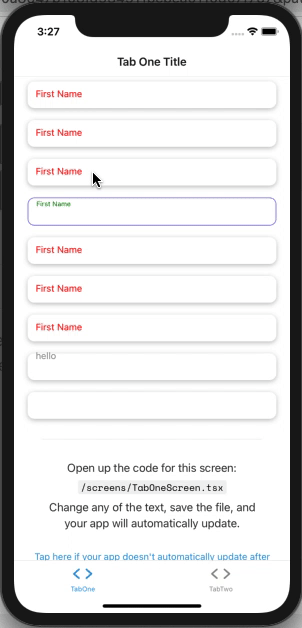 3:27
Tab One Title
First Name
First Name
First Name
First Name
First Name
First Name
First Name
hello
Open up the code for this screen:
/screens/TabOneScreen.tsx
Change any of the text, save the file, and
your app will automatically update.
Tap here if your app doesn't automatically update after
TabOne
TabTwo